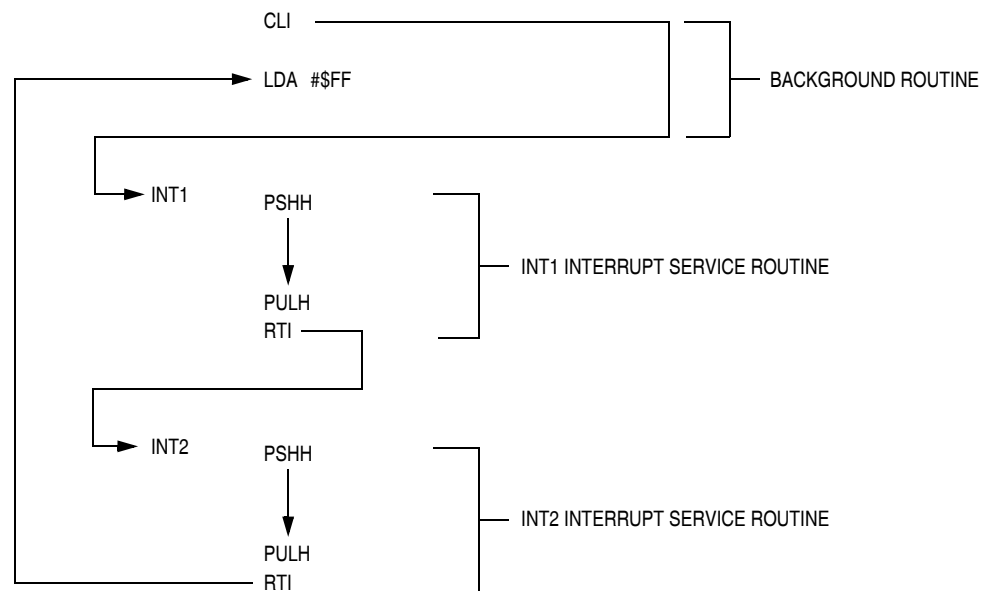 CLI
LDA #$FF
BACKGROUND ROUTINE
INT1
PSHH
INT1 INTERRUPT SERVICE ROUTINE
PULH
RTI
INT2
PSHH
INT2 INTERRUPT SERVICE ROUTINE
PULH
RTI